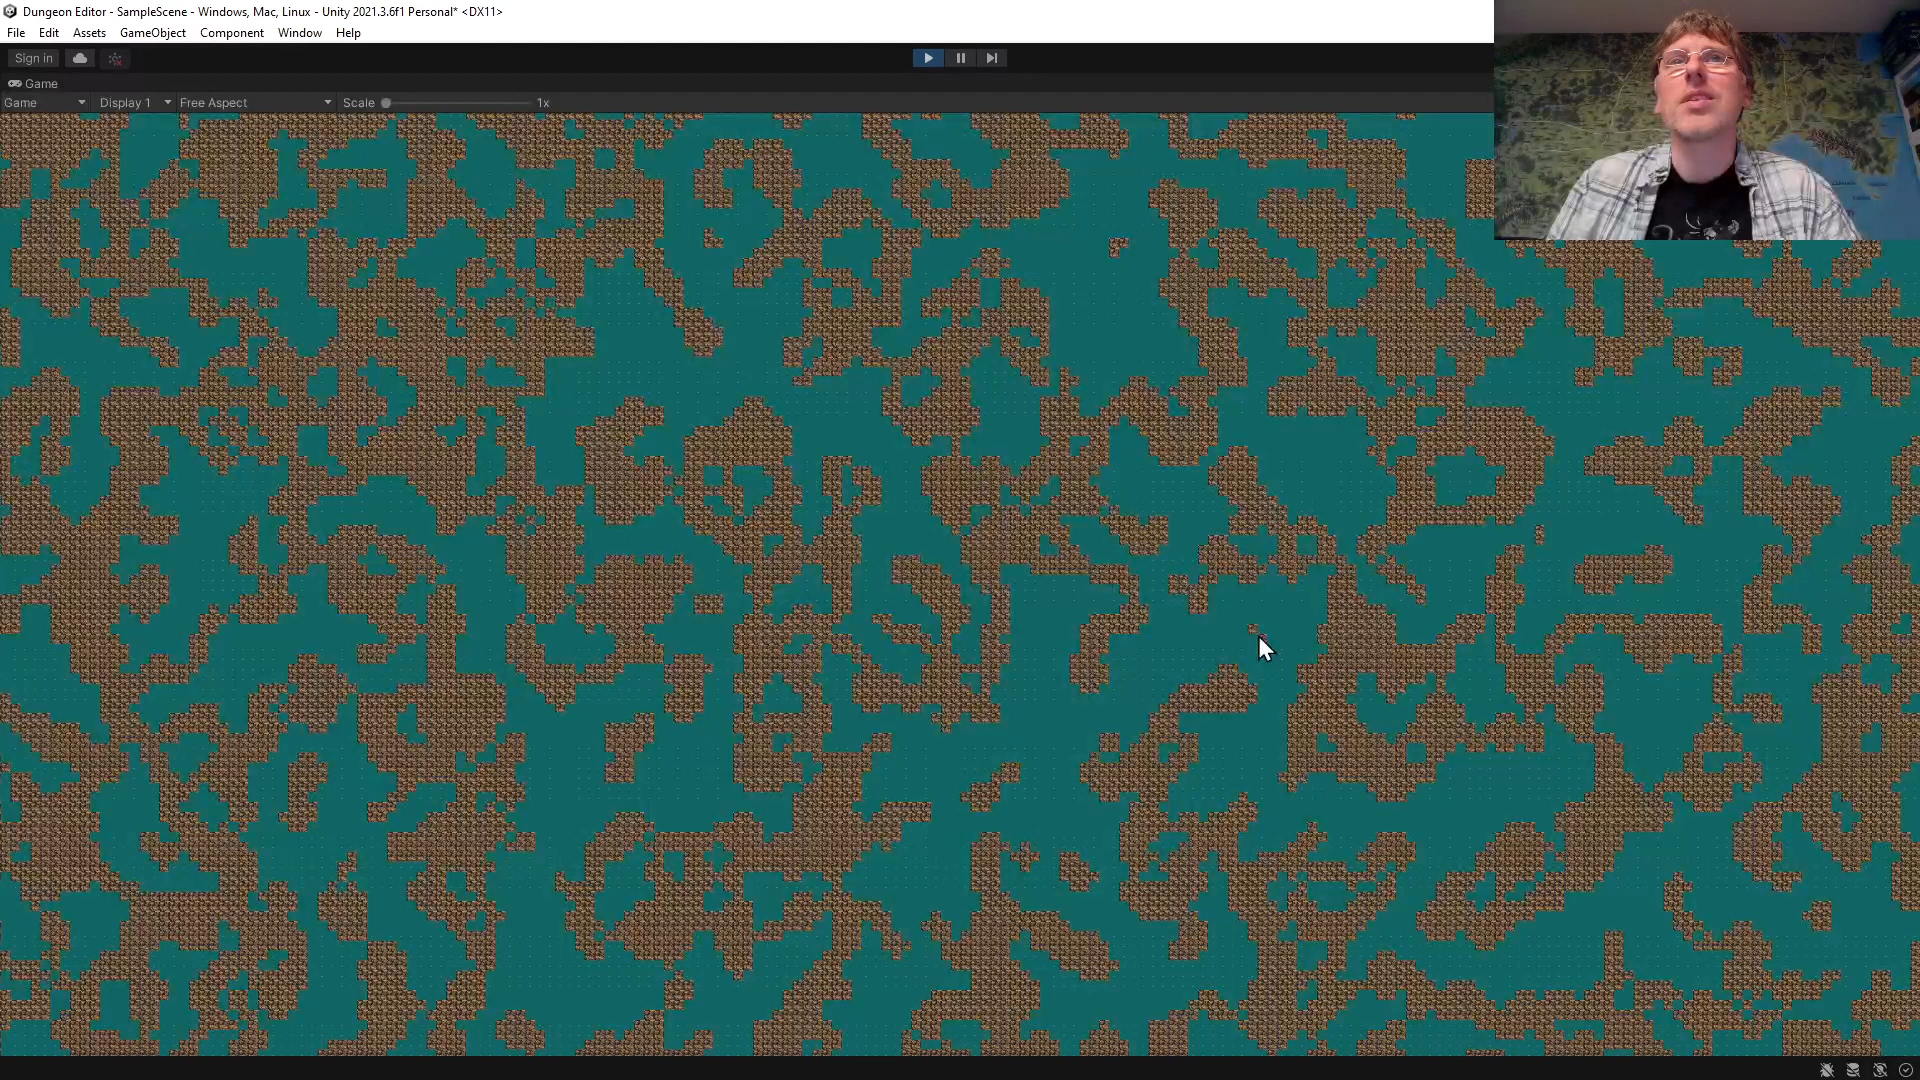 Dungeon Editor - SampleScene - Windows, Mac, Linux - Unity 2021.3.6f1 Personal* <DX11>
File Edit Assets GameObject Component Window Help
Sign in
Game
Game Display 1 Free Aspect Scale 1x